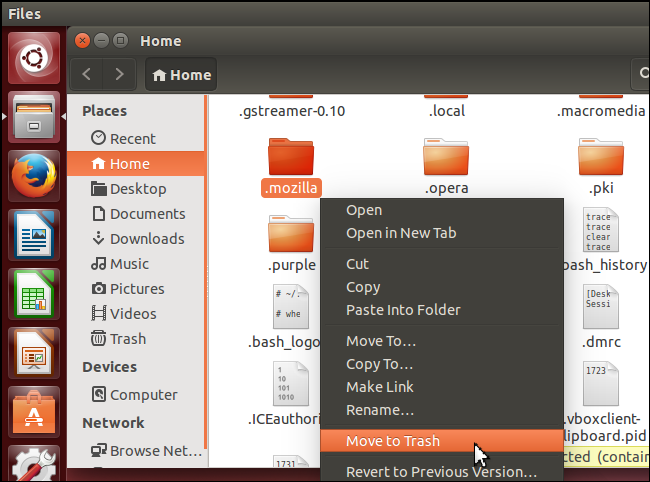 Files
Home
Home
Places
Recent
Home
Desktop
Documents
Downloads
Music
Pictures
Videos
Trash
Devices
Computer
Network
Browse Net...
.gstreamer-0.10
.local
.macromedia
.mozilla
.opera
.pki
.purple
bash_history
trace
trace
clear
trace
# ~/.
# whe
.bash_logo
[Desk
Sessi
.dmrc
1
10
101
1010
.ICEauthori
1723
.vboxclient-
lipboard.pid
1731
cted (contain
Open
Open in New Tab
Cut
Copy
Paste Into Folder
Move To...
Copy To...
Make Link
Rename...
Move to Trash
Revert to Previous Version...